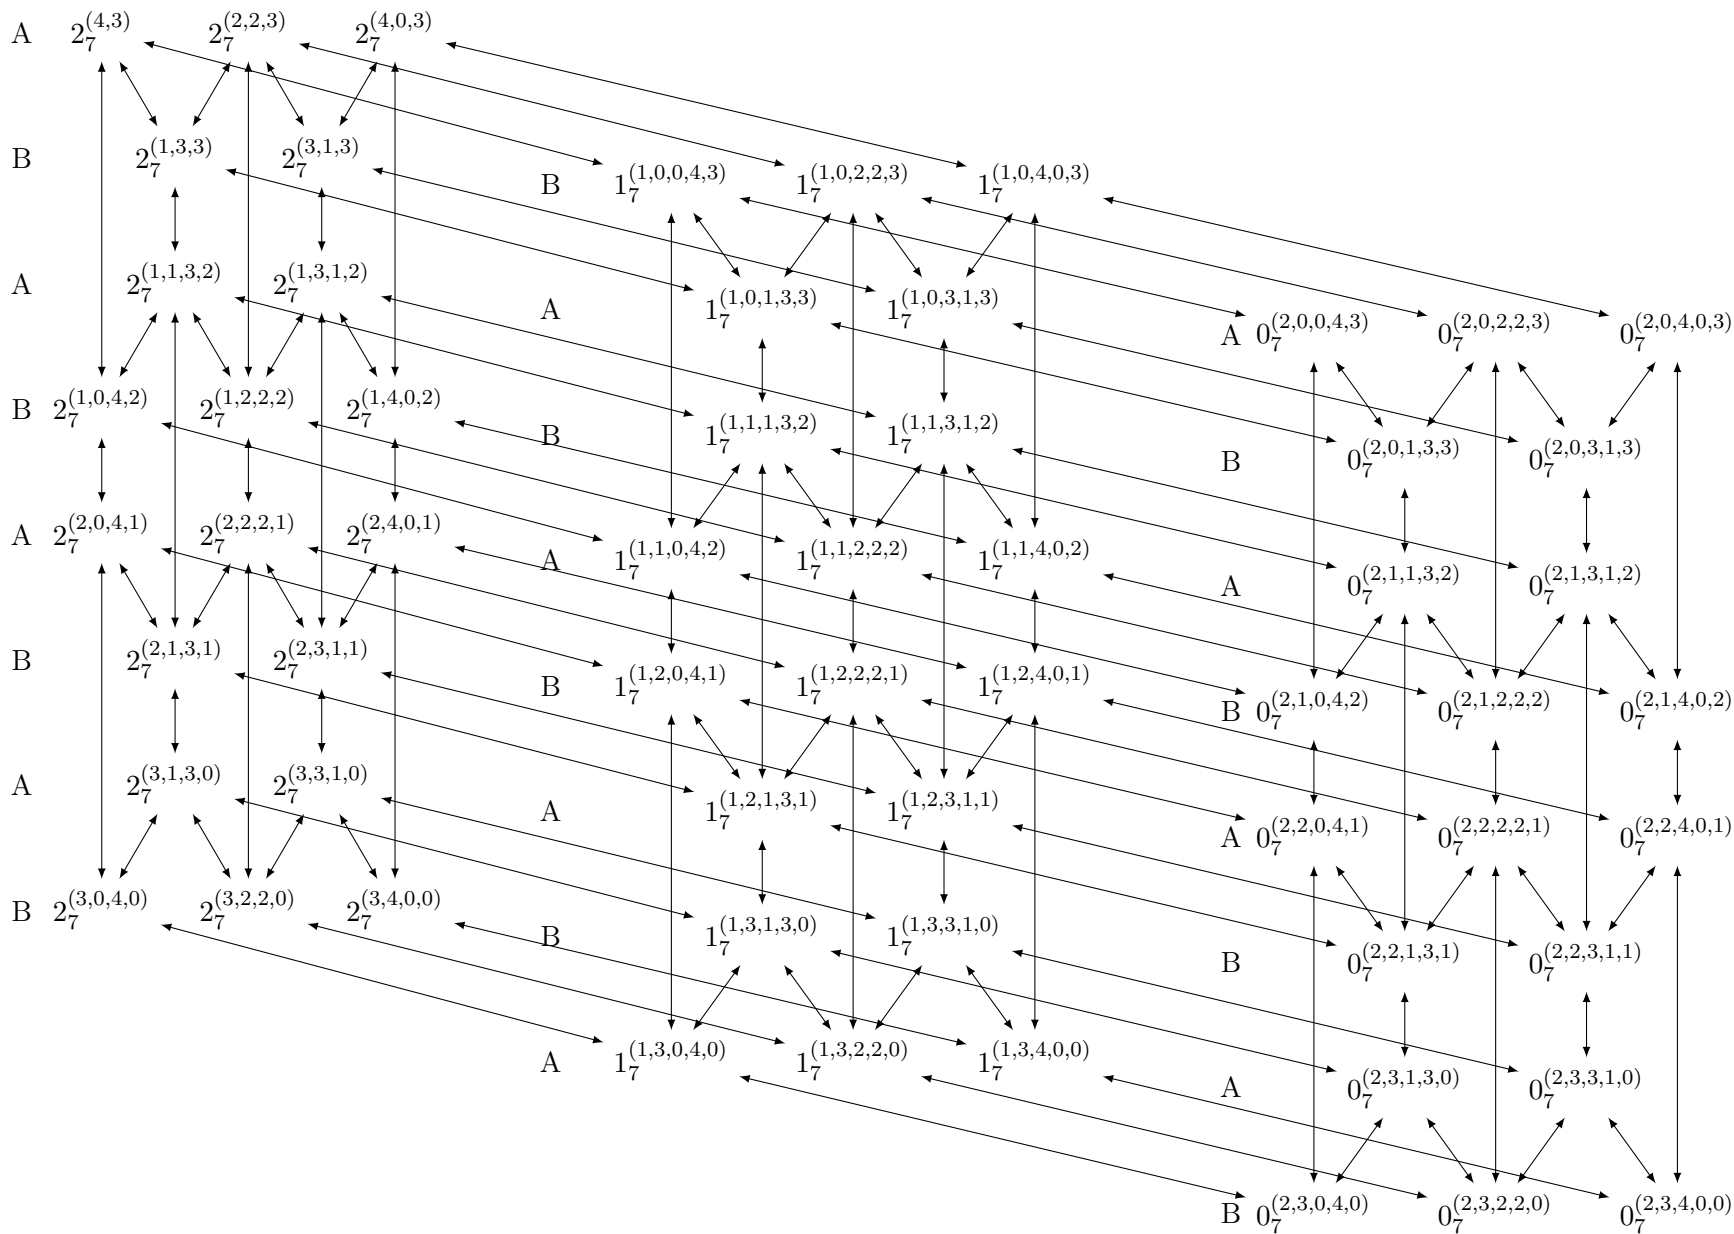 A 2_7^{(4,3)} 2_7^{(2,2,3)} 2_7^{(4,0,3)}
B 2_7^{(1,3,3)} 2_7^{(3,1,3)}
B 1_7^{(1,0,0,4,3)} 1_7^{(1,0,2,2,3)} 1_7^{(1,0,4,0,3)}
A 2_7^{(1,1,3,2)} 2_7^{(1,3,1,2)}
A 1_7^{(1,0,1,3,3)} 1_7^{(1,0,3,1,3)}
A 0_7^{(2,0,0,4,3)} 0_7^{(2,0,2,2,3)} 0_7^{(2,0,4,0,3)}
B 2_7^{(1,0,4,2)} 2_7^{(1,2,2,2)} 2_7^{(1,4,0,2)}
B 1_7^{(1,1,1,3,2)} 1_7^{(1,1,3,1,2)}
B 0_7^{(2,0,1,3,3)} 0_7^{(2,0,3,1,3)}
A 2_7^{(2,0,4,1)} 2_7^{(2,2,2,1)} 2_7^{(2,4,0,1)}
A 1_7^{(1,1,0,4,2)} 1_7^{(1,1,2,2,2)} 1_7^{(1,1,4,0,2)}
A 0_7^{(2,1,1,3,2)} 0_7^{(2,1,3,1,2)}
B 2_7^{(2,1,3,1)} 2_7^{(2,3,1,1)}
B 1_7^{(1,2,0,4,1)} 1_7^{(1,2,2,2,1)} 1_7^{(1,2,4,0,1)}
B 0_7^{(2,1,0,4,2)} 0_7^{(2,1,2,2,2)} 0_7^{(2,1,4,0,2)}
A 2_7^{(3,1,3,0)} 2_7^{(3,3,1,0)}
A 1_7^{(1,2,1,3,1)} 1_7^{(1,2,3,1,1)}
A 0_7^{(2,2,0,4,1)} 0_7^{(2,2,2,2,1)} 0_7^{(2,2,4,0,1)}
B 2_7^{(3,0,4,0)} 2_7^{(3,2,2,0)} 2_7^{(3,4,0,0)}
B 1_7^{(1,3,1,3,0)} 1_7^{(1,3,3,1,0)}
B 0_7^{(2,2,1,3,1)} 0_7^{(2,2,3,1,1)}
A 1_7^{(1,3,0,4,0)} 1_7^{(1,3,2,2,0)} 1_7^{(1,3,4,0,0)}
A 0_7^{(2,3,1,3,0)} 0_7^{(2,3,3,1,0)}
B 0_7^{(2,3,0,4,0)} 0_7^{(2,3,2,2,0)} 0_7^{(2,3,4,0,0)}